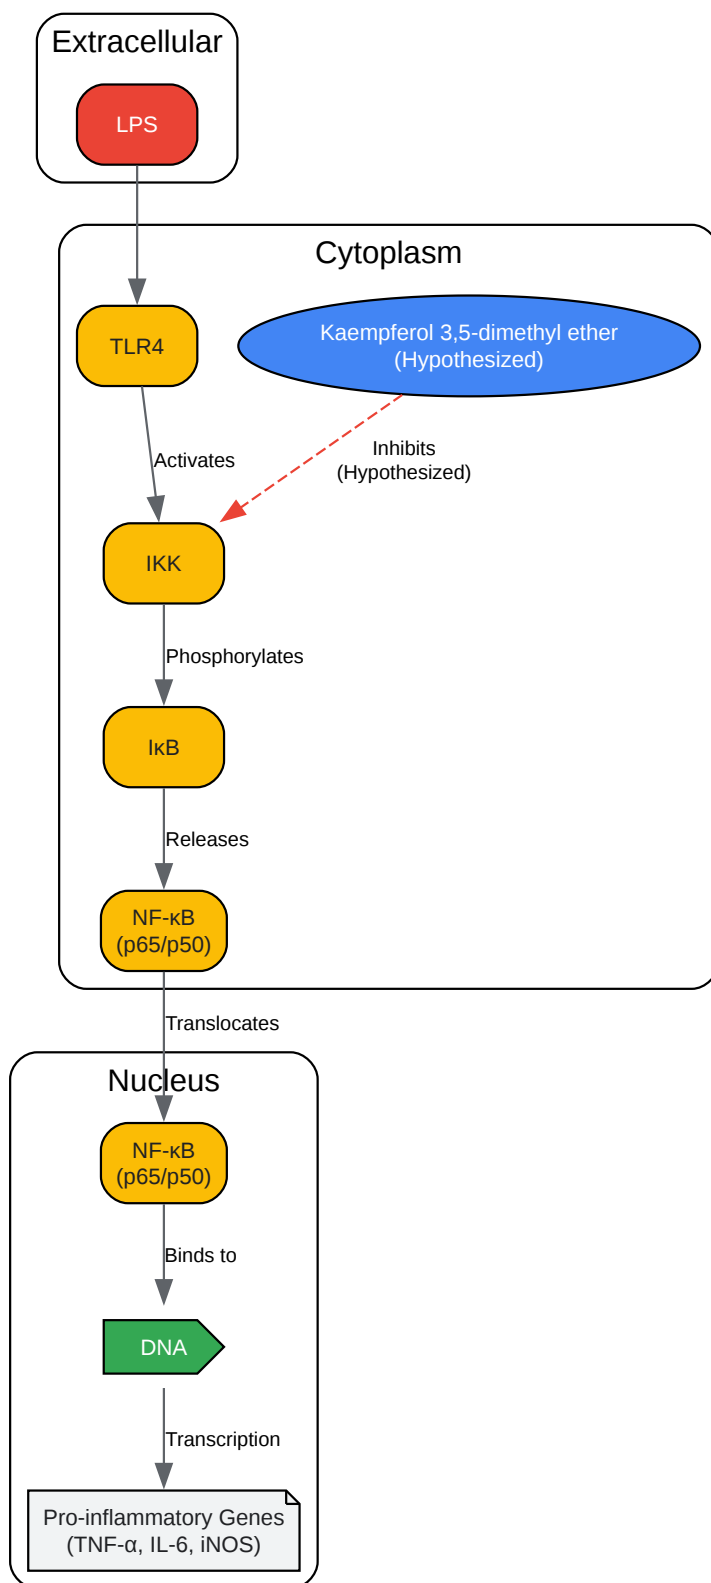 Extracellular
LPS
Cytoplasm
TLR4
Kaempferol 3,5-dimethyl ether
(Hypothesized)
Activates
Inhibits
(Hypothesized)
IKK
Phosphorylates
IκB
Releases
NF-κB
(p65/p50)
Translocates
Nucleus
NF-κB
(p65/p50)
Binds to
DNA
Transcription
Pro-inflammatory Genes
(TNF-α, IL-6, iNOS)